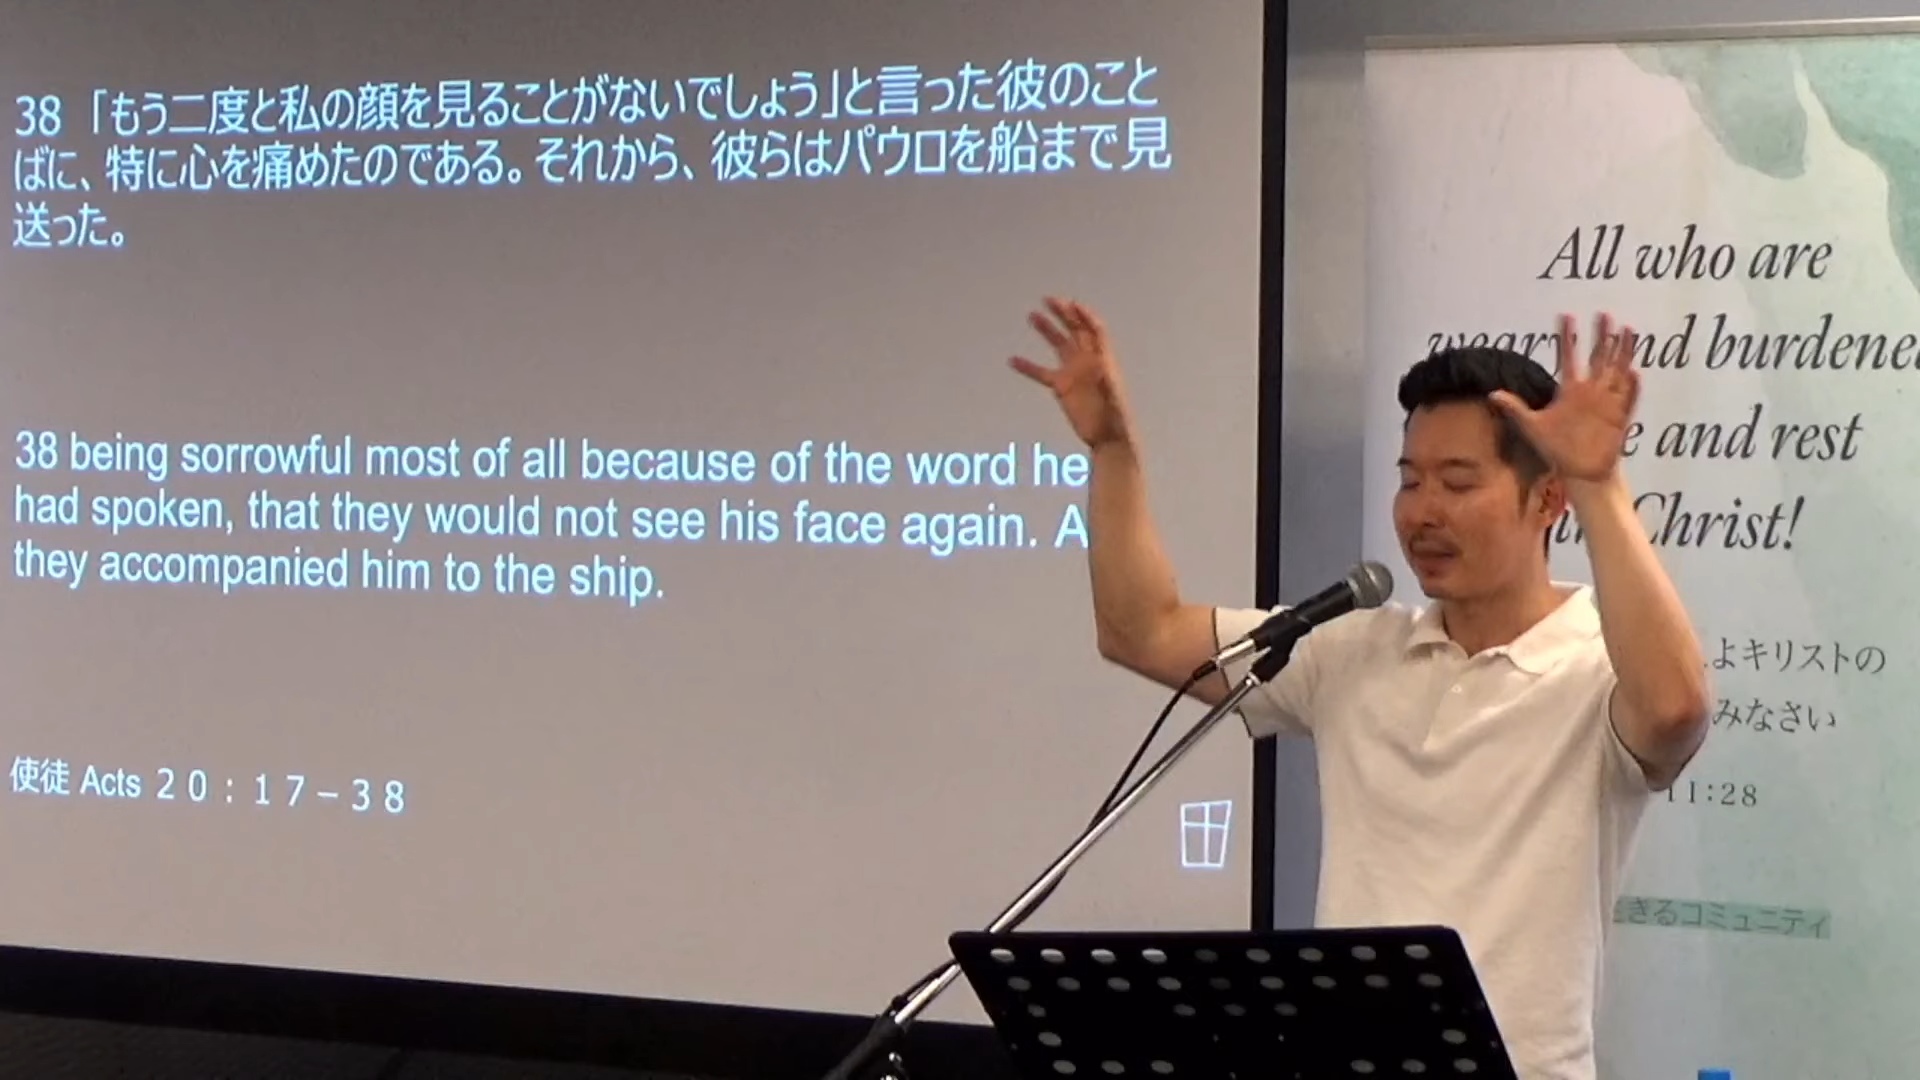 38 「もう二度と私の顔を見ることがないでしょう」と言った彼のこと
ばに、特に心を痛めたのである。それから、彼らはパウロを船まで見
送った。
38 being sorrowful most of all because of the word he
had spoken, that they would not see his face again. A
they accompanied him to the ship.
使徒 Acts ２０：１７－３８
All who are
weary and burdened
e and rest
Christ!
よキリストの
みなさい
11:28
きるコミュニティ